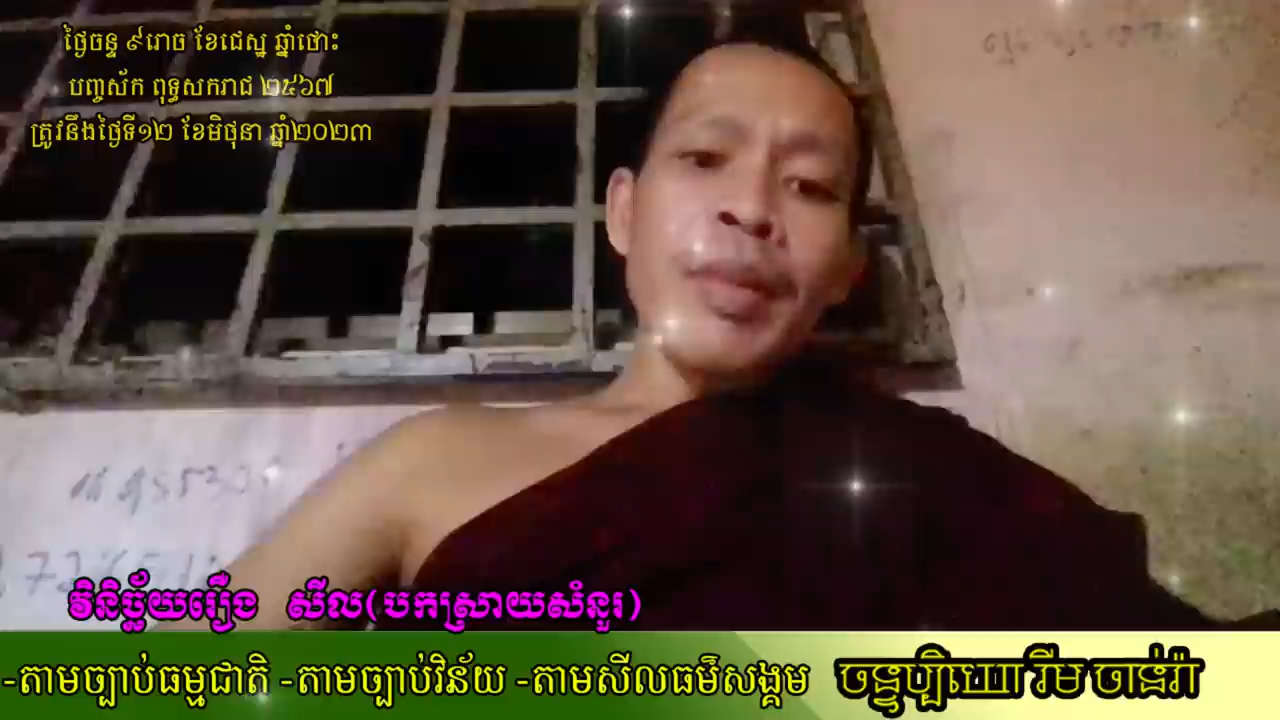 ថ្ងៃចន្ទ ៩រោច ខែជេស្ឋ ឆ្នាំថោះ
បញ្ចស័ក ពុទ្ធសករាជ ២៥៦៧
ត្រូវនឹងថ្ងៃទី១២ ខែមិថុនា ឆ្នាំ២០២៣
វិនិច្ឆ័យរឿង សីល(បកស្រាយសំនួរ)
-តាមច្បាប់ធម្មជាតិ -តាមច្បាប់វិន័យ -តាមសីលធម៌សង្គម
ចន្ទប្បិយោ រីម ចាន់រ៉ា